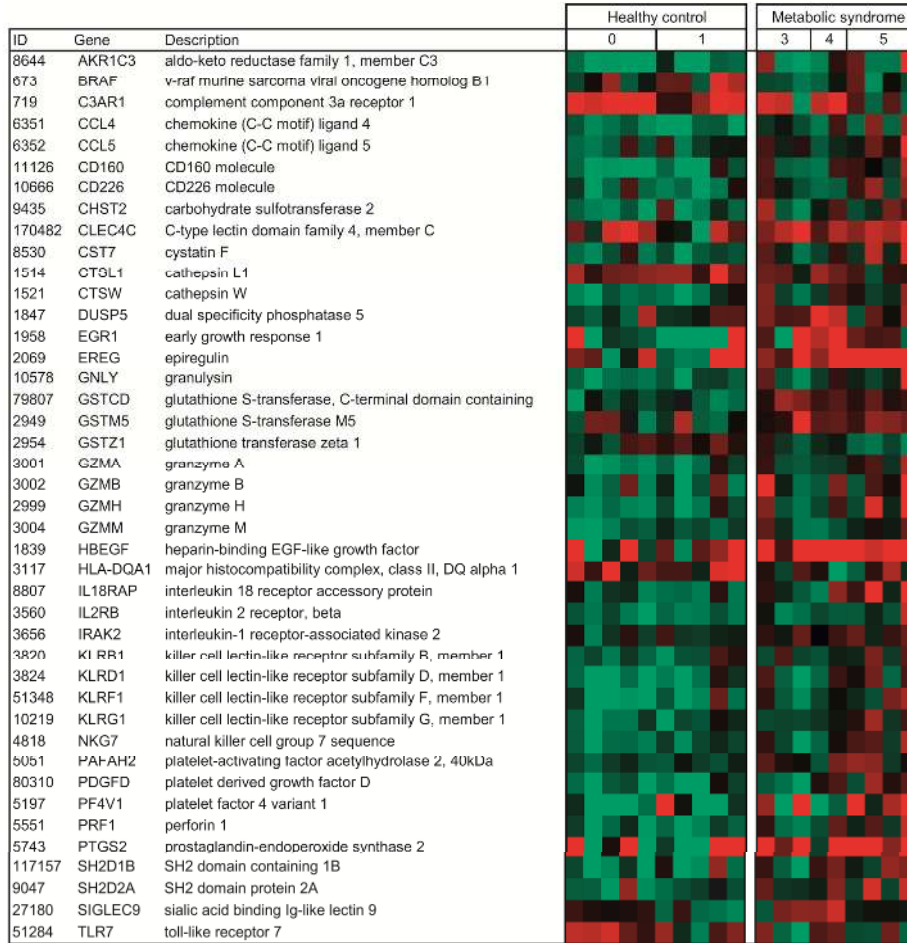 Healthy control Metabolic syndrome
ID Gene Description 0 1 3 4 5
8644 AKR1C3 aldo-keto reductase family 1, member C3
673 BRAF v-raf murine sarcoma viral oncogene homolog B1
719 C3AR1 complement component 3a receptor 1
6351 CCL4 chemokine (C-C motif) ligand 4
6352 CCL5 chemokine (C-C motif) ligand 5
11126 CD160 CD160 molecule
10666 CD226 CD226 molecule
9435 CHST2 carbohydrate sulfotransferase 2
170482 CLEC4C C-type lectin domain family 4, member C
8530 CST7 cystatin F
1514 CTSL1 cathepsin L1
1521 CTSW cathepsin W
1847 DUSP5 dual specificity phosphatase 5
1958 EGR1 early growth response 1
2069 EREG epiregulin
10578 GNLY granulysin
79807 GSTCD glutathione S-transferase, C-terminal domain containing
2949 GSTM5 glutathione S-transferase M5
2954 GSTZ1 glutathione transferase zeta 1
3001 GZMA granzyme A
3002 GZMB granzyme B
2999 GZMH granzyme H
3004 GZMM granzyme M
1839 HBEGF heparin-binding EGF-like growth factor
3117 HLA-DQA1 major histocompatibility complex, class II, DQ alpha 1
8807 IL18RAP interleukin 18 receptor accessory protein
3560 IL2RB interleukin 2 receptor, beta
3656 IRAK2 interleukin-1 receptor-associated kinase 2
3820 KLRB1 killer cell lectin-like receptor subfamily B, member 1
3824 KLRD1 killer cell lectin-like receptor subfamily D, member 1
51348 KLRF1 killer cell lectin-like receptor subfamily F, member 1
10219 KLRG1 killer cell lectin-like receptor subfamily G, member 1
4818 NKG7 natural killer cell group 7 sequence
5051 PAFAH2 platelet-activating factor acetylhydrolase 2, 40kDa
80310 PDGFD platelet derived growth factor D
5197 PF4V1 platelet factor 4 variant 1
5551 PRF1 perforin 1
5743 PTGS2 prostaglandin-endoperoxide synthase 2
117157 SH2D1B SH2 domain containing 1B
9047 SH2D2A SH2 domain protein 2A
27180 SIGLEC9 sialic acid binding Ig-like lectin 9
51284 TLR7 toll-like receptor 7